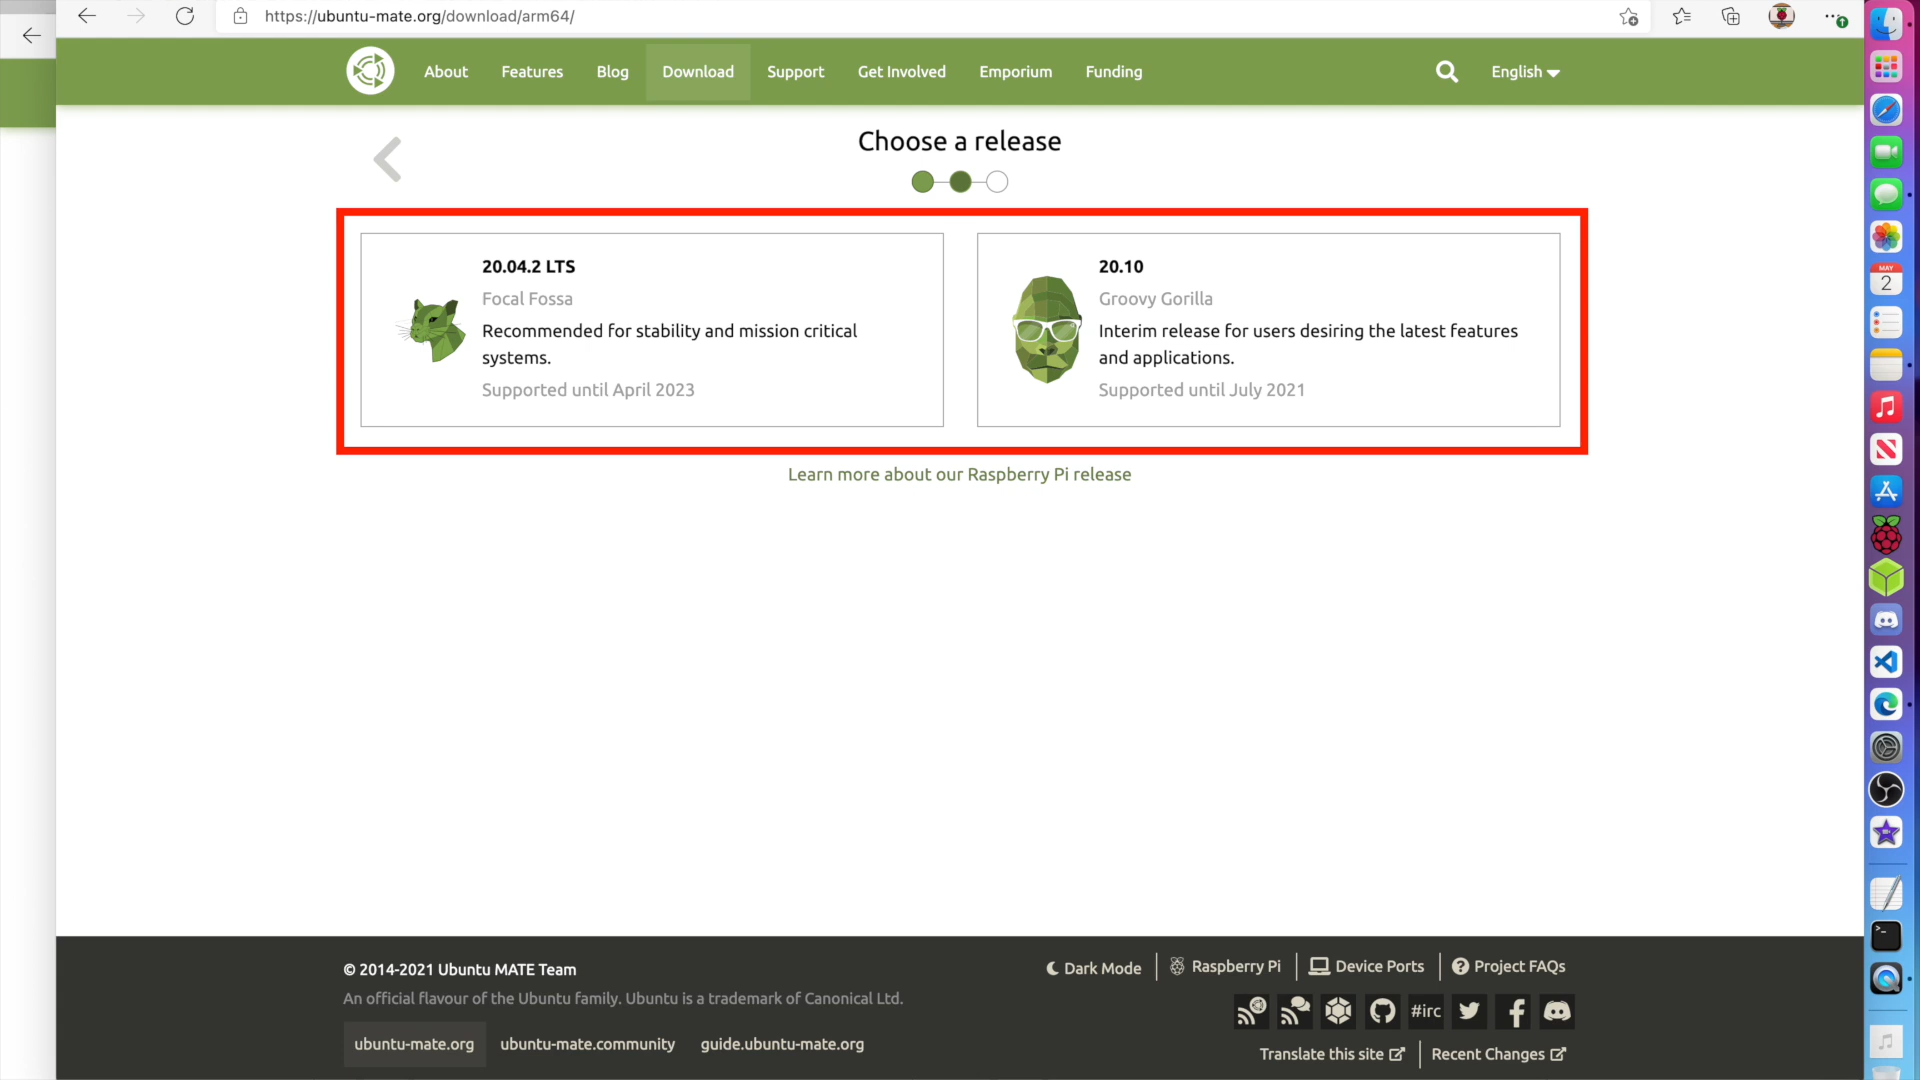 https://ubuntu-mate.org/download/arm64/
About Features Blog Download Support Get Involved Emporium Funding English
Choose a release
20.04.2 LTS
Focal Fossa
Recommended for stability and mission critical
systems.
Supported until April 2023
20.10
Groovy Gorilla
Interim release for users desiring the latest features
and applications.
Supported until July 2021
Learn more about our Raspberry Pi release
© 2014-2021 Ubuntu MATE Team
An official flavour of the Ubuntu family. Ubuntu is a trademark of Canonical Ltd.
ubuntu-mate.org ubuntu-mate.community guide.ubuntu-mate.org
Dark Mode Raspberry Pi Device Ports Project FAQs
#irc
Translate this site Recent Changes
MAY
2